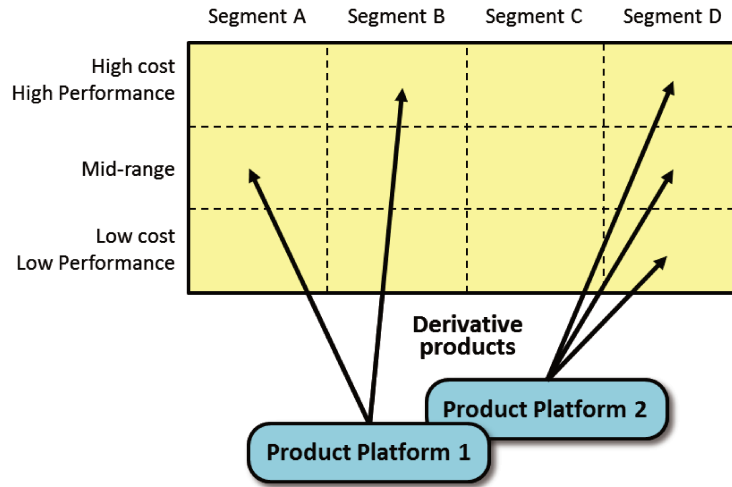 Segment A Segment B Segment C Segment D
High cost
High Performance
Mid-range
Low cost
Low Performance
Derivative
products
Product Platform 2
Product Platform 1